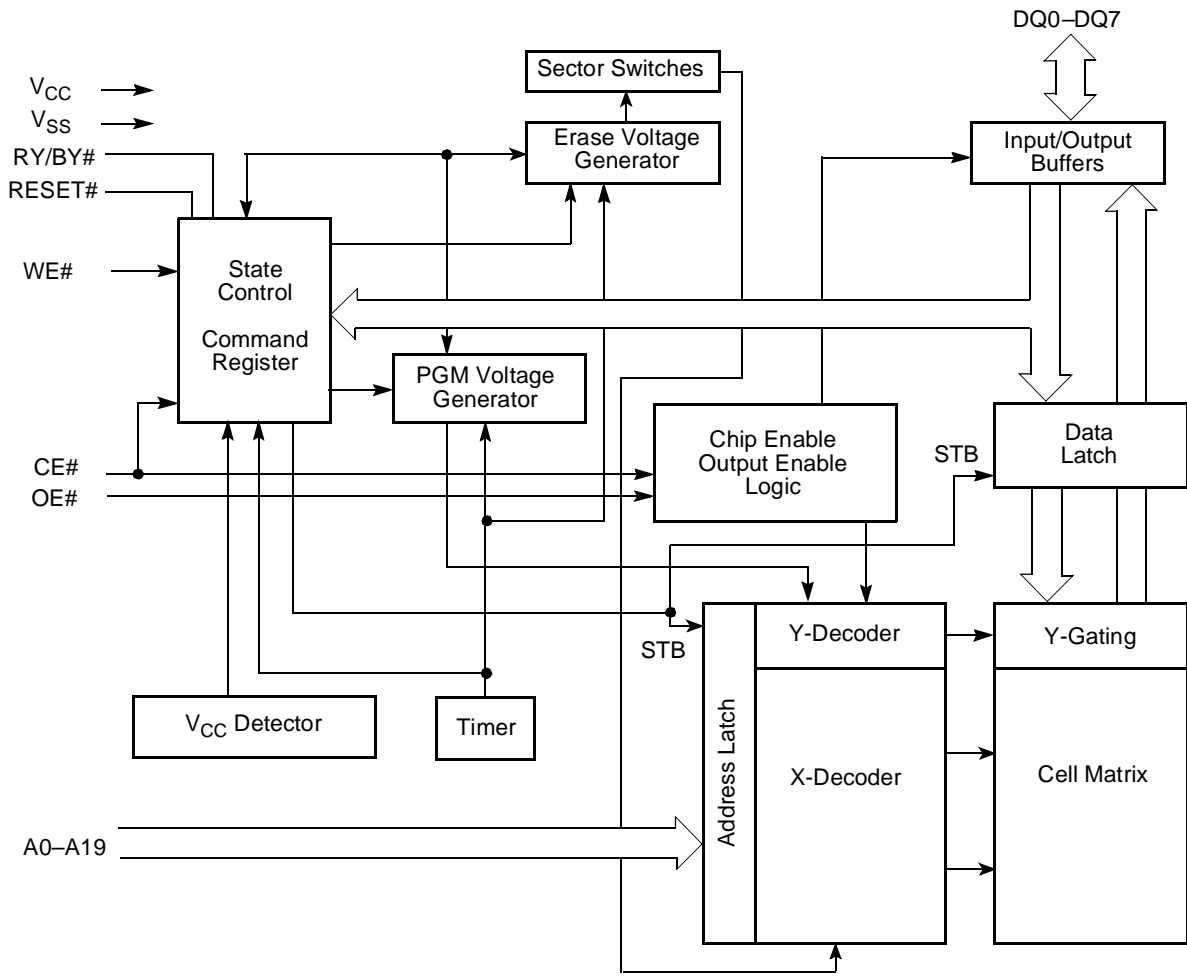 DQ0–DQ7
Sector Switches
VCC
VSS
RY/BY#
RESET#
Erase Voltage
Generator
Input/Output
Buffers
WE#
State
Control
Command
Register
PGM Voltage
Generator
Chip Enable
Output Enable
Logic
STB
Data
Latch
CE#
OE#
STB
Y-Decoder
Y-Gating
VCC Detector
Timer
Address Latch
X-Decoder
Cell Matrix
A0–A19